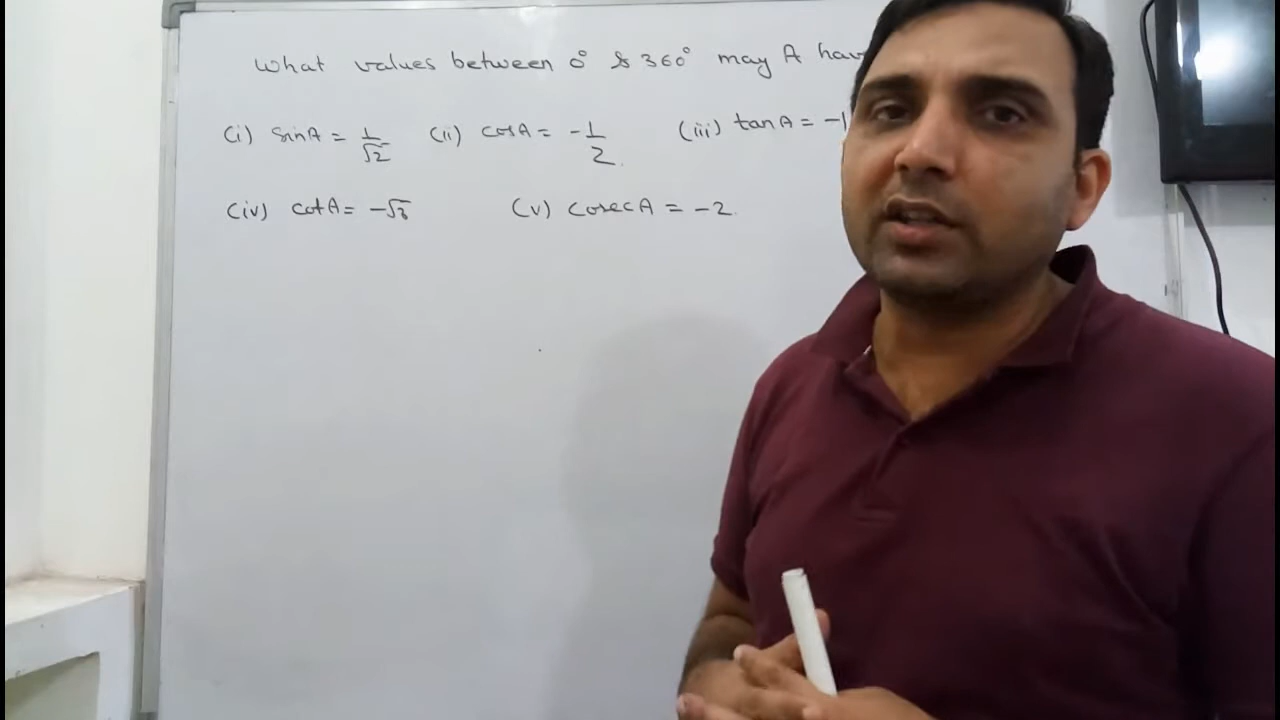 What values between 0° & 360° may A hav
(i) sinA = 1/√2 (ii) cosA = -1/2. (iii) tanA = -1
(iv) cotA = -√3 (v) cosecA = -2.